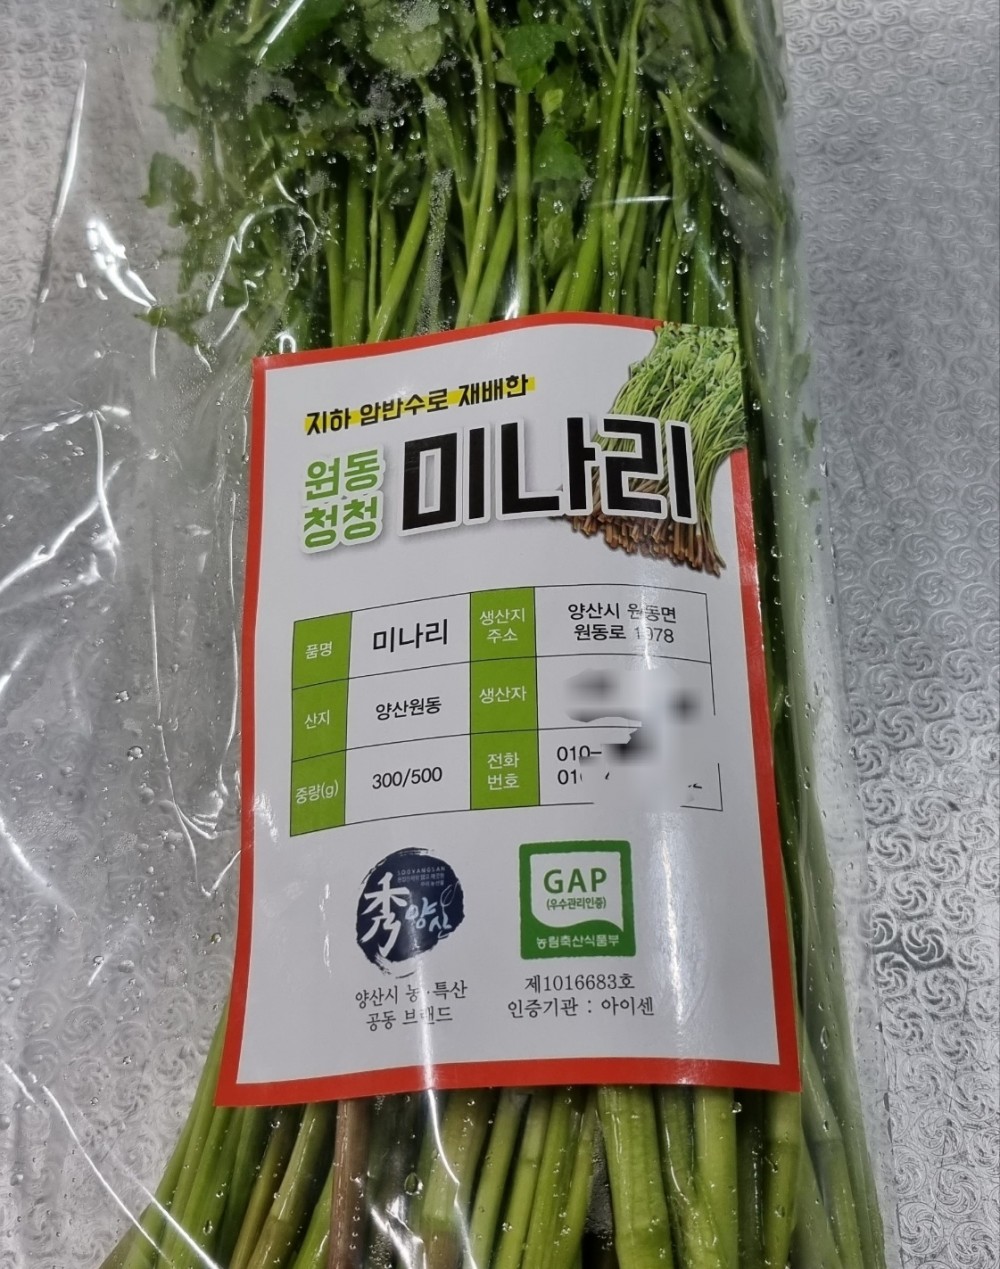 지하 암반수로 재배한
원동
청청
미나리
품명 미나리 생산지 주소 양산시 원동면
원동로 1078
산지 양산원동 생산자
중량(g) 300/500 전화 번호 010-
01
秀양산
GAP
(우수관리인증)
농림축산식품부
양산시 농·특산
공동 브랜드
제1016683호
인증기관 : 아이센